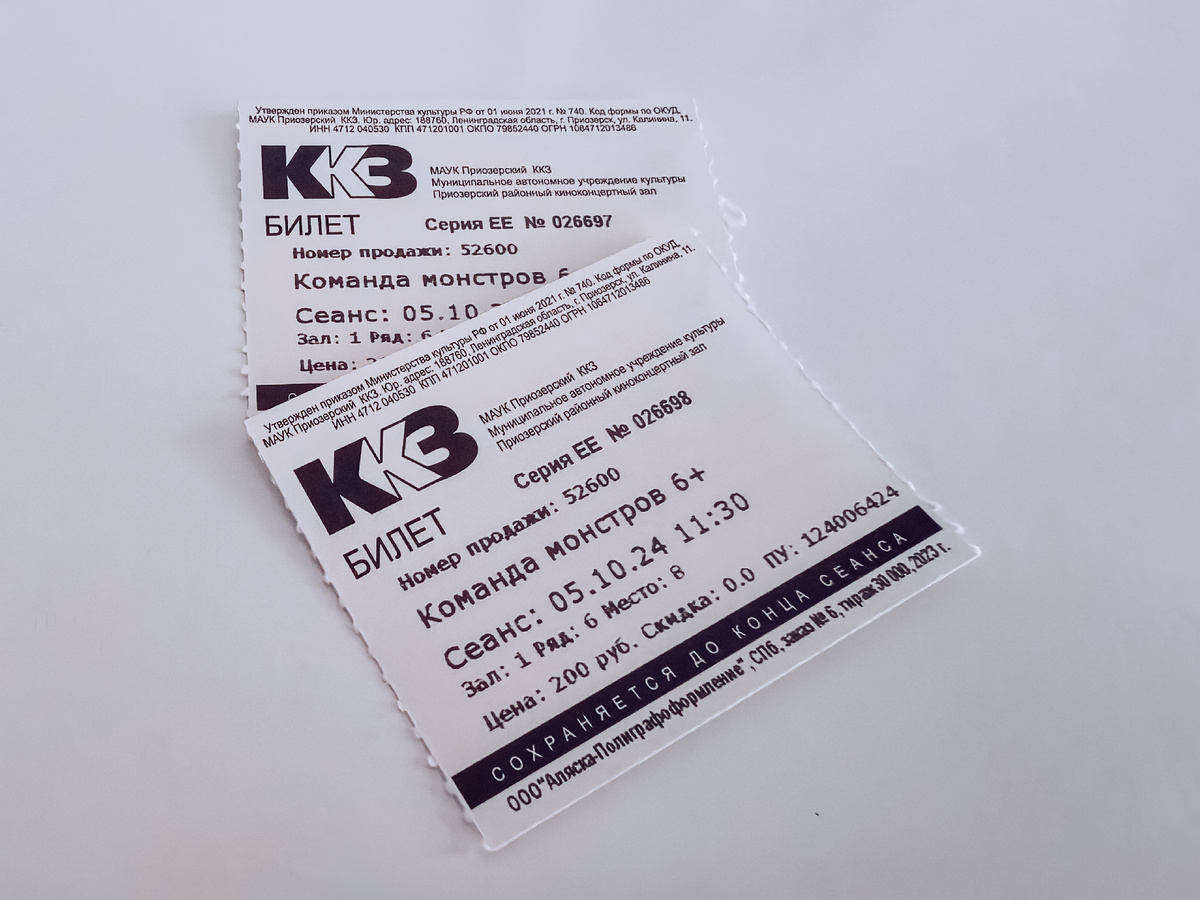 Утвержден приказом Министерства культуры РФ от 01 июня 2021 г. № 740. Код формы по ОКУД,
МАУК Приозерский ККЗ. Юр. адрес: 188760, Ленинградская область, г. Приозерск, ул. Калинина, 11.
ИНН 4712 040530 КПП 471201001 ОКПО 79852440 ОГРН 1064712013486
ККЗ
МАУК Приозерский ККЗ
Муниципальное автономное учреждение культуры
Приозерский районный киноконцертный зал
БИЛЕТ
Серия ЕЕ № 026697
Номер продажи: 52600
Команда монстров 6
Сеанс: 05.10
Зал: 1 Ряд: 6
Цена:
Утвержден приказом Министерства культуры РФ от 01 июня 2021 г. № 740. Код формы по ОКУД,
МАУК Приозерский ККЗ. Юр. адрес: 188760, Ленинградская область, г. Приозерск, ул. Калинина, 11.
ИНН 4712 040530 КПП 471201001 ОКПО 79852440 ОГРН 1064712013486
ККЗ
МАУК Приозерский ККЗ
Муниципальное автономное учреждение культуры
Приозерский районный киноконцертный зал
БИЛЕТ
Серия ЕЕ № 026698
Номер продажи: 52600
Команда монстров 6+
Сеанс: 05.10.24 11:30
Зал: 1 Ряд: 6 Место: 8
Цена: 200 руб. Скидка: 0.0 ПУ: 124006424
СОХРАНЯЕТСЯ ДО КОНЦА СЕАНСА
ООО "Аляска-Полиграфоформление", СПб, заказ № 6, тираж 30 000, 2023 г.